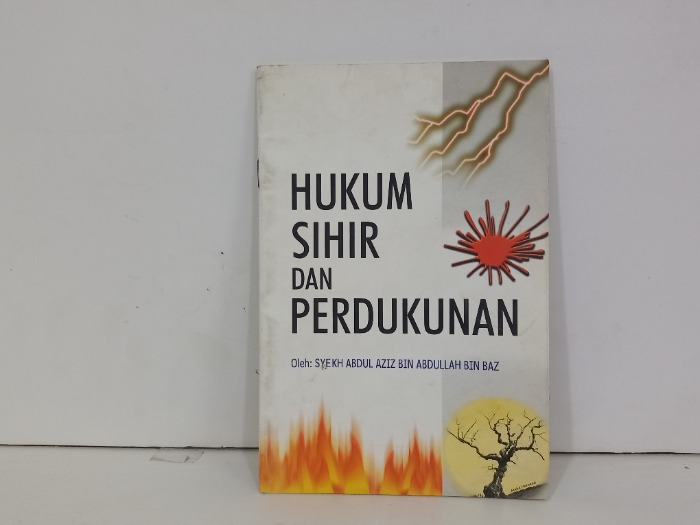 HUKUM
SIHIR
DAN
PERDUKUNAN
Oleh: SYEKH ABDUL AZIZ BIN ABDULLAH BIN BAZ